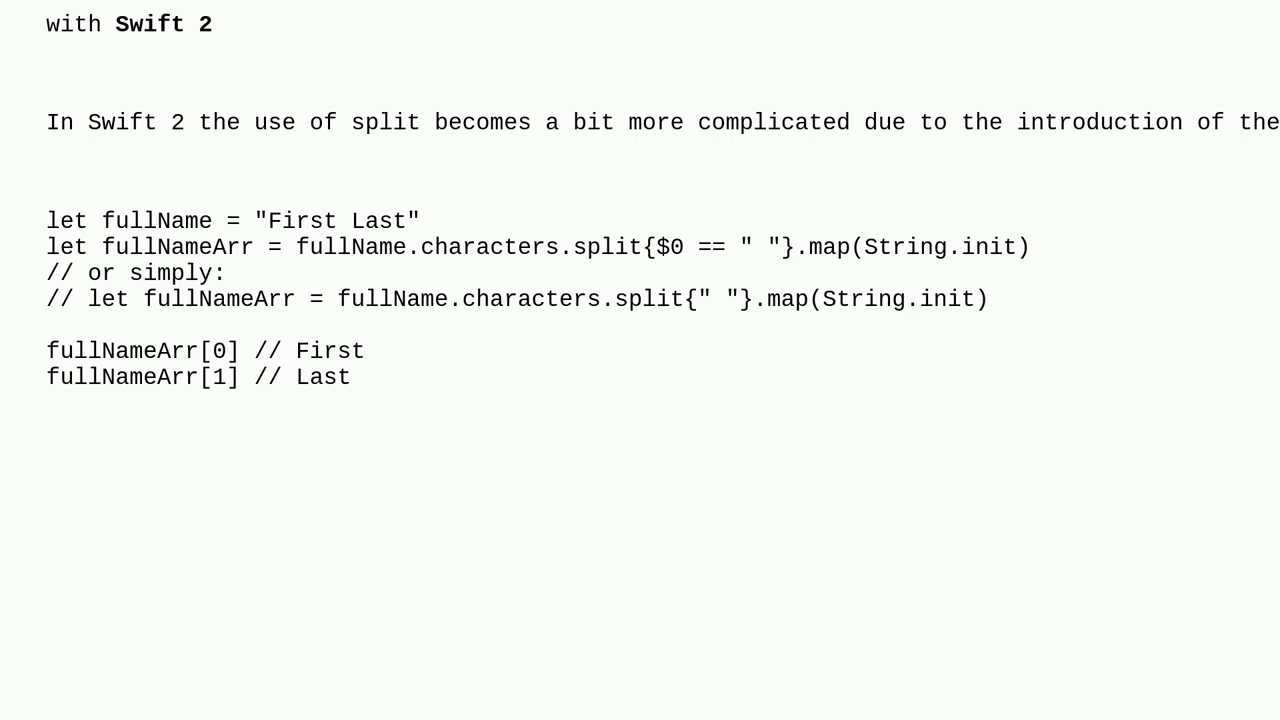 with Swift 2
In Swift 2 the use of split becomes a bit more complicated due to the introduction of the
let fullName = "First Last"
let fullNameArr = fullName.characters.split{$0 == " "}.map(String.init)
// or simply:
// let fullNameArr = fullName.characters.split{" "}.map(String.init)
fullNameArr[0] // First
fullNameArr[1] // Last